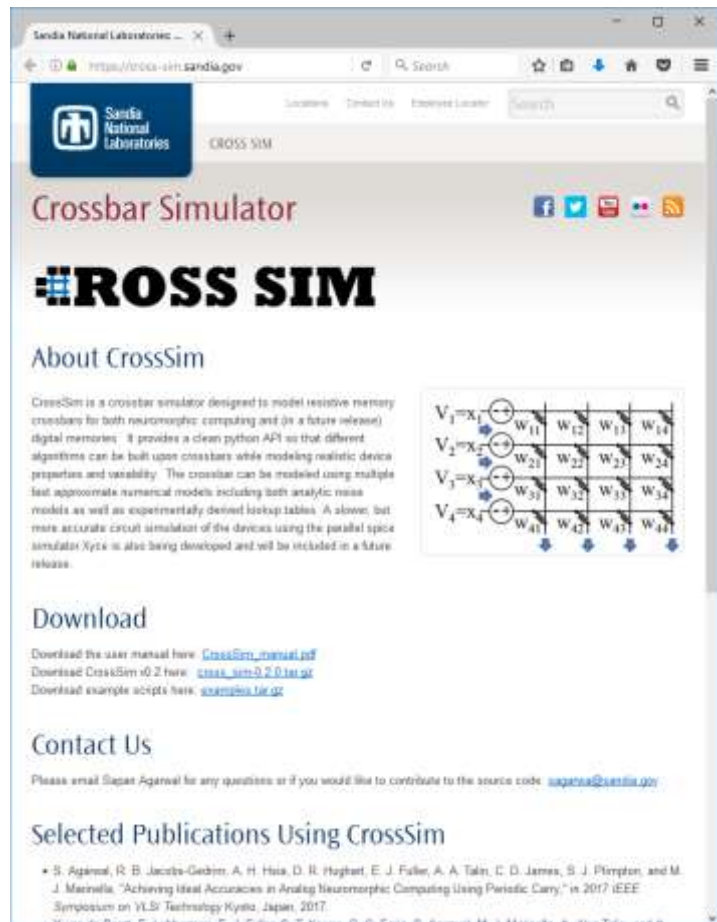 Sandia National Laboratories – ...
https://cross-sim.sandia.gov
Search
Locations Contact Us Employee Locator
Search
Sandia
National
Laboratories
CROSS SIM
Crossbar Simulator
ROSS SIM
About CrossSim
CrossSim is a crossbar simulator designed to model resistive memory
crossbars for both neuromorphic computing and (in a future release)
digital memories. It provides a clean python API so that different
algorithms can be built upon crossbars while modeling realistic device
properties and variability. The crossbar can be modeled using multiple
fast approximate numerical models including both analytic noise
models as well as experimentally derived lookup tables. A slower, but
more accurate circuit simulation of the devices using the parallel spice
simulator Xyce is also being developed and will be included in a future
release.
V1=x1 W11 W12 W13 W14
V2=x2 W21 W22 W23 W24
V3=x3 W31 W32 W33 W34
V4=x4 W41 W42 W43 W44
Download
Download the user manual here: CrossSim_manual.pdf
Download CrossSim v0.2 here: cross_sim-0.2.0.tar.gz
Download example scripts here: examples.tar.gz
Contact Us
Please email Sapan Agarwal for any questions or if you would like to contribute to the source code: sagarwa@sandia.gov
Selected Publications Using CrossSim
• S. Agarwal, R. B. Jacobs-Gedrim, A. H. Hsia, D. R. Hughart, E. J. Fuller, A. A. Talin, C. D. James, S. J. Plimpton, and M.
J. Marinella, "Achieving Ideal Accuracies in Analog Neuromorphic Computing Using Periodic Carry," in 2017 IEEE
Symposium on VLSI Technology Kyoto, Japan, 2017.